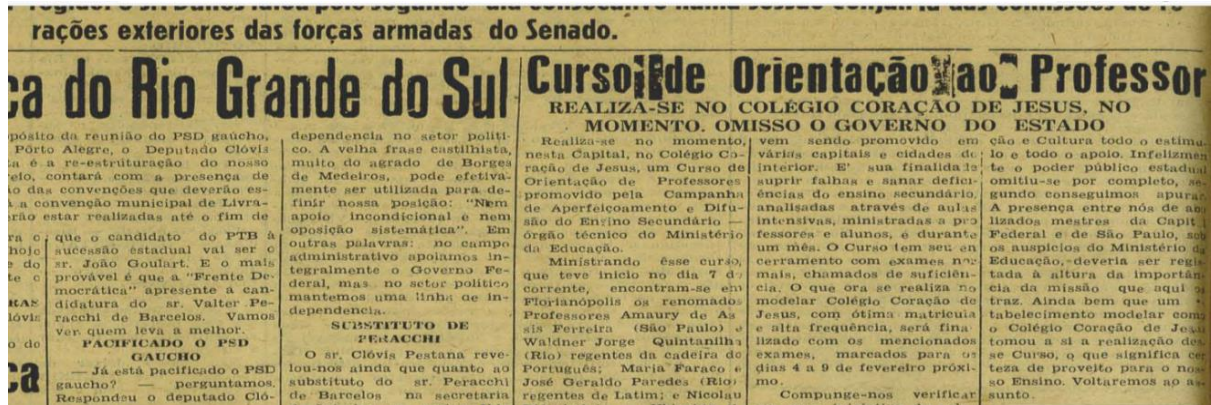 rações exteriores das forças armadas do Senado.
ca do Rio Grande do Sul
pósito da reunião do PSD gaúcho,
Pôrto Alegre, o Deputado Clóvis
a é a re-estruturação do nosso
elo, contará com a presença de
o das convenções que deverão es-
a convenção municipal de Livra-
rão estar realizadas até o fim de
que o candidato do PTB à
sucessão estadual vai ser o
sr. João Goulart. E o mais
provável é que a "Frente De-
mocrática" apresente a can-
didatura do sr. Valter Pe-
racchi de Barcelos. Vamos
ver quem leva a melhor.
PACIFICADO O PSD
GAUCHO
— Já está pacificado o PSD
gaucho? — perguntamos.
Respondeu o deputado Cló-
dependencia no setor politi-
co. A velha frase castilhista,
muito do agrado de Borges
de Medeiros, pode efetiva-
mente ser utilizada para de-
finir nossa posição: "Nem
apoio incondicional e nem
oposição sistemática". Em
outras palavras: no campo
administrativo apoiamos in-
tegralmente o Governo Fe-
deral, mas no setor politico
mantemos uma linha de in-
dependencia.
SUBSTITUTO DE
PERACCHI
O sr. Clóvis Pestana reve-
lou-nos ainda que quanto ao
substituto do sr. Peracchi
de Barcelos na secretaria
Curso de Orientação ao Professor
REALIZA-SE NO COLÉGIO CORAÇÃO DE JESUS, NO
MOMENTO. OMISSO O GOVERNO DO ESTADO
Realiza-se no momento,
nesta Capital, no Colégio Co-
ração de Jesus, um Curso de
Orientação de Professores
promovido pela Campanha
de Aperfeiçoamento e Difu-
são do Ensino Secundário —
órgão técnico do Ministério
da Educação.
Ministrando êsse curso,
que teve inicio no dia 7 do
corrente, encontram-se em
Florianópolis os renomados
Professores Amaury de As
sis Ferreira (São Paulo) e
Waldner Jorge Quintanilha
(Rio) regentes da cadeira de
Português; Maria Faraco e
José Geraldo Paredes (Rio)
regentes de Latim; e Nicolau
vem sendo promovido em
várias capitais e cidades do
interior. E' sua finalidade
suprir falhas e sanar defici-
ências do ensino secundário,
analisadas através de aulas
intensivas, ministradas a pro
fessores e alunos, e durante
um mês. O Curso tem seu en
cerramento com exames nor
mais, chamados de suficiên-
cia. O que ora se realiza no
modelar Colégio Coração de
Jesus, com ótima matricula
e alta frequência, será fina
lizado com os mencionados
exames, marcados para os
dias 4 a 9 de fevereiro próxi-
mo.
Compunge-nos verificar
ção e Cultura todo o estimu
lo e todo o apoio. Infelizmen
te o poder público estadual
omitiu-se por completo, se-
gundo conseguimos apurar.
A presença entre nós de
lizados mestres da Capital
Federal e de São Paulo, sob
os auspicios do Ministério da
Educação, deveria ser regis
tada à altura da importân-
cia da missão que aqui os
traz. Ainda bem que um
tabelecimento modelar como
o Colégio Coração de Jesus
tomou a si a realização des-
se Curso, o que significa cer
teza de proveito para o nos-
so Ensino. Voltaremos ao as-
sunto.